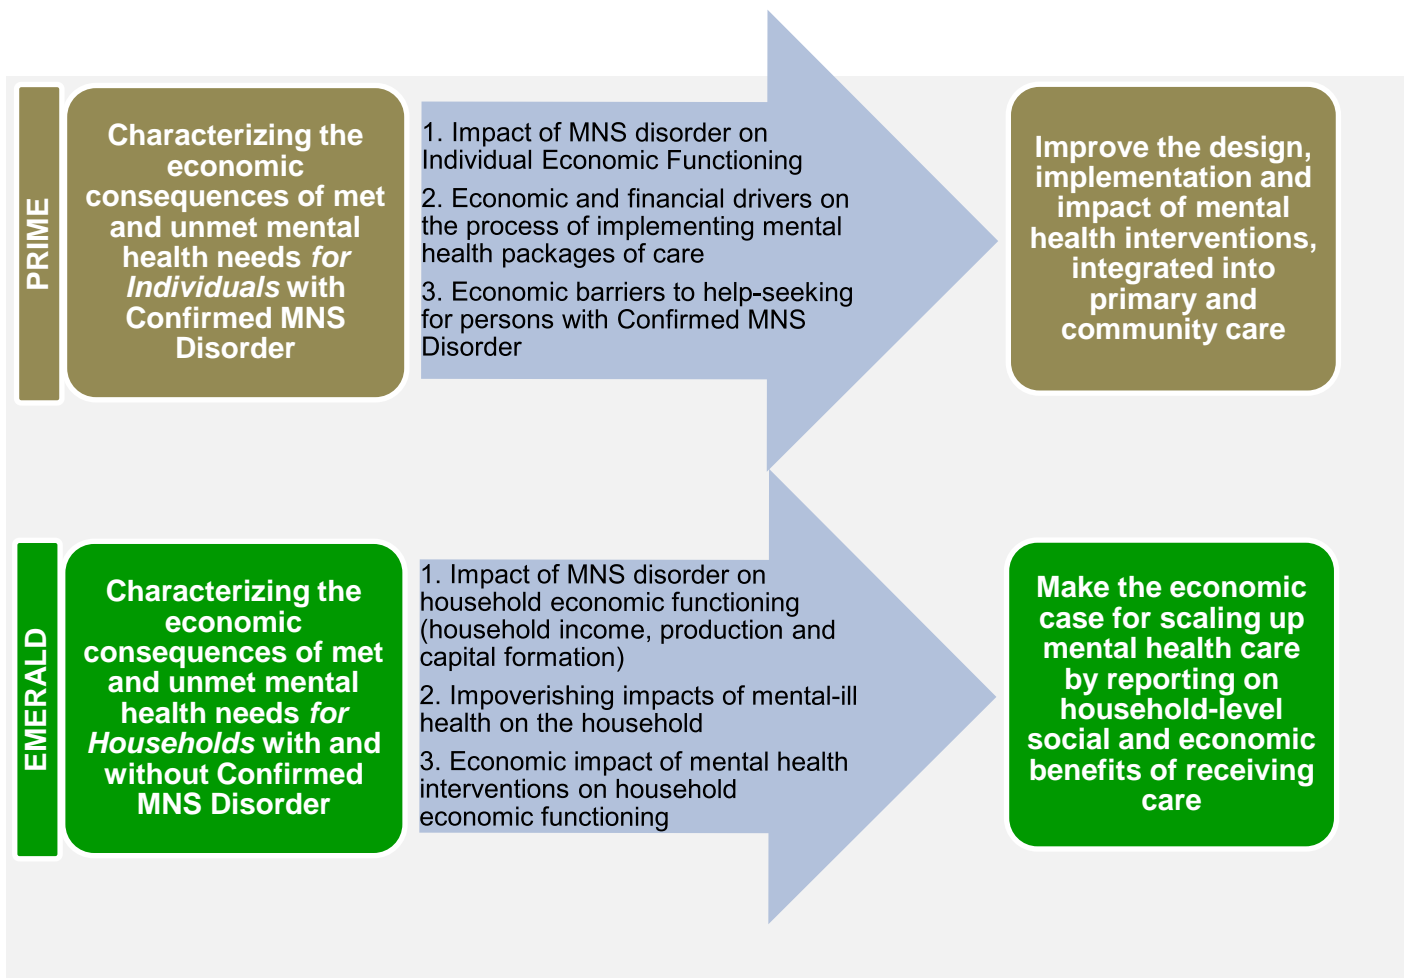 PRIME
Characterizing the
economic
consequences of met
and unmet mental
health needs for
Individuals with
Confirmed MNS
Disorder
1. Impact of MNS disorder on
Individual Economic Functioning
2. Economic and financial drivers on
the process of implementing mental
health packages of care
3. Economic barriers to help-seeking
for persons with Confirmed MNS
Disorder
Improve the design,
implementation and
impact of mental
health interventions,
integrated into
primary and
community care
EMERALD
Characterizing the
economic
consequences of met
and unmet mental
health needs for
Households with and
without Confirmed
MNS Disorder
1. Impact of MNS disorder on
household economic functioning
(household income, production and
capital formation)
2. Impoverishing impacts of mental-ill
health on the household
3. Economic impact of mental health
interventions on household
economic functioning
Make the economic
case for scaling up
mental health care
by reporting on
household-level
social and economic
benefits of receiving
care